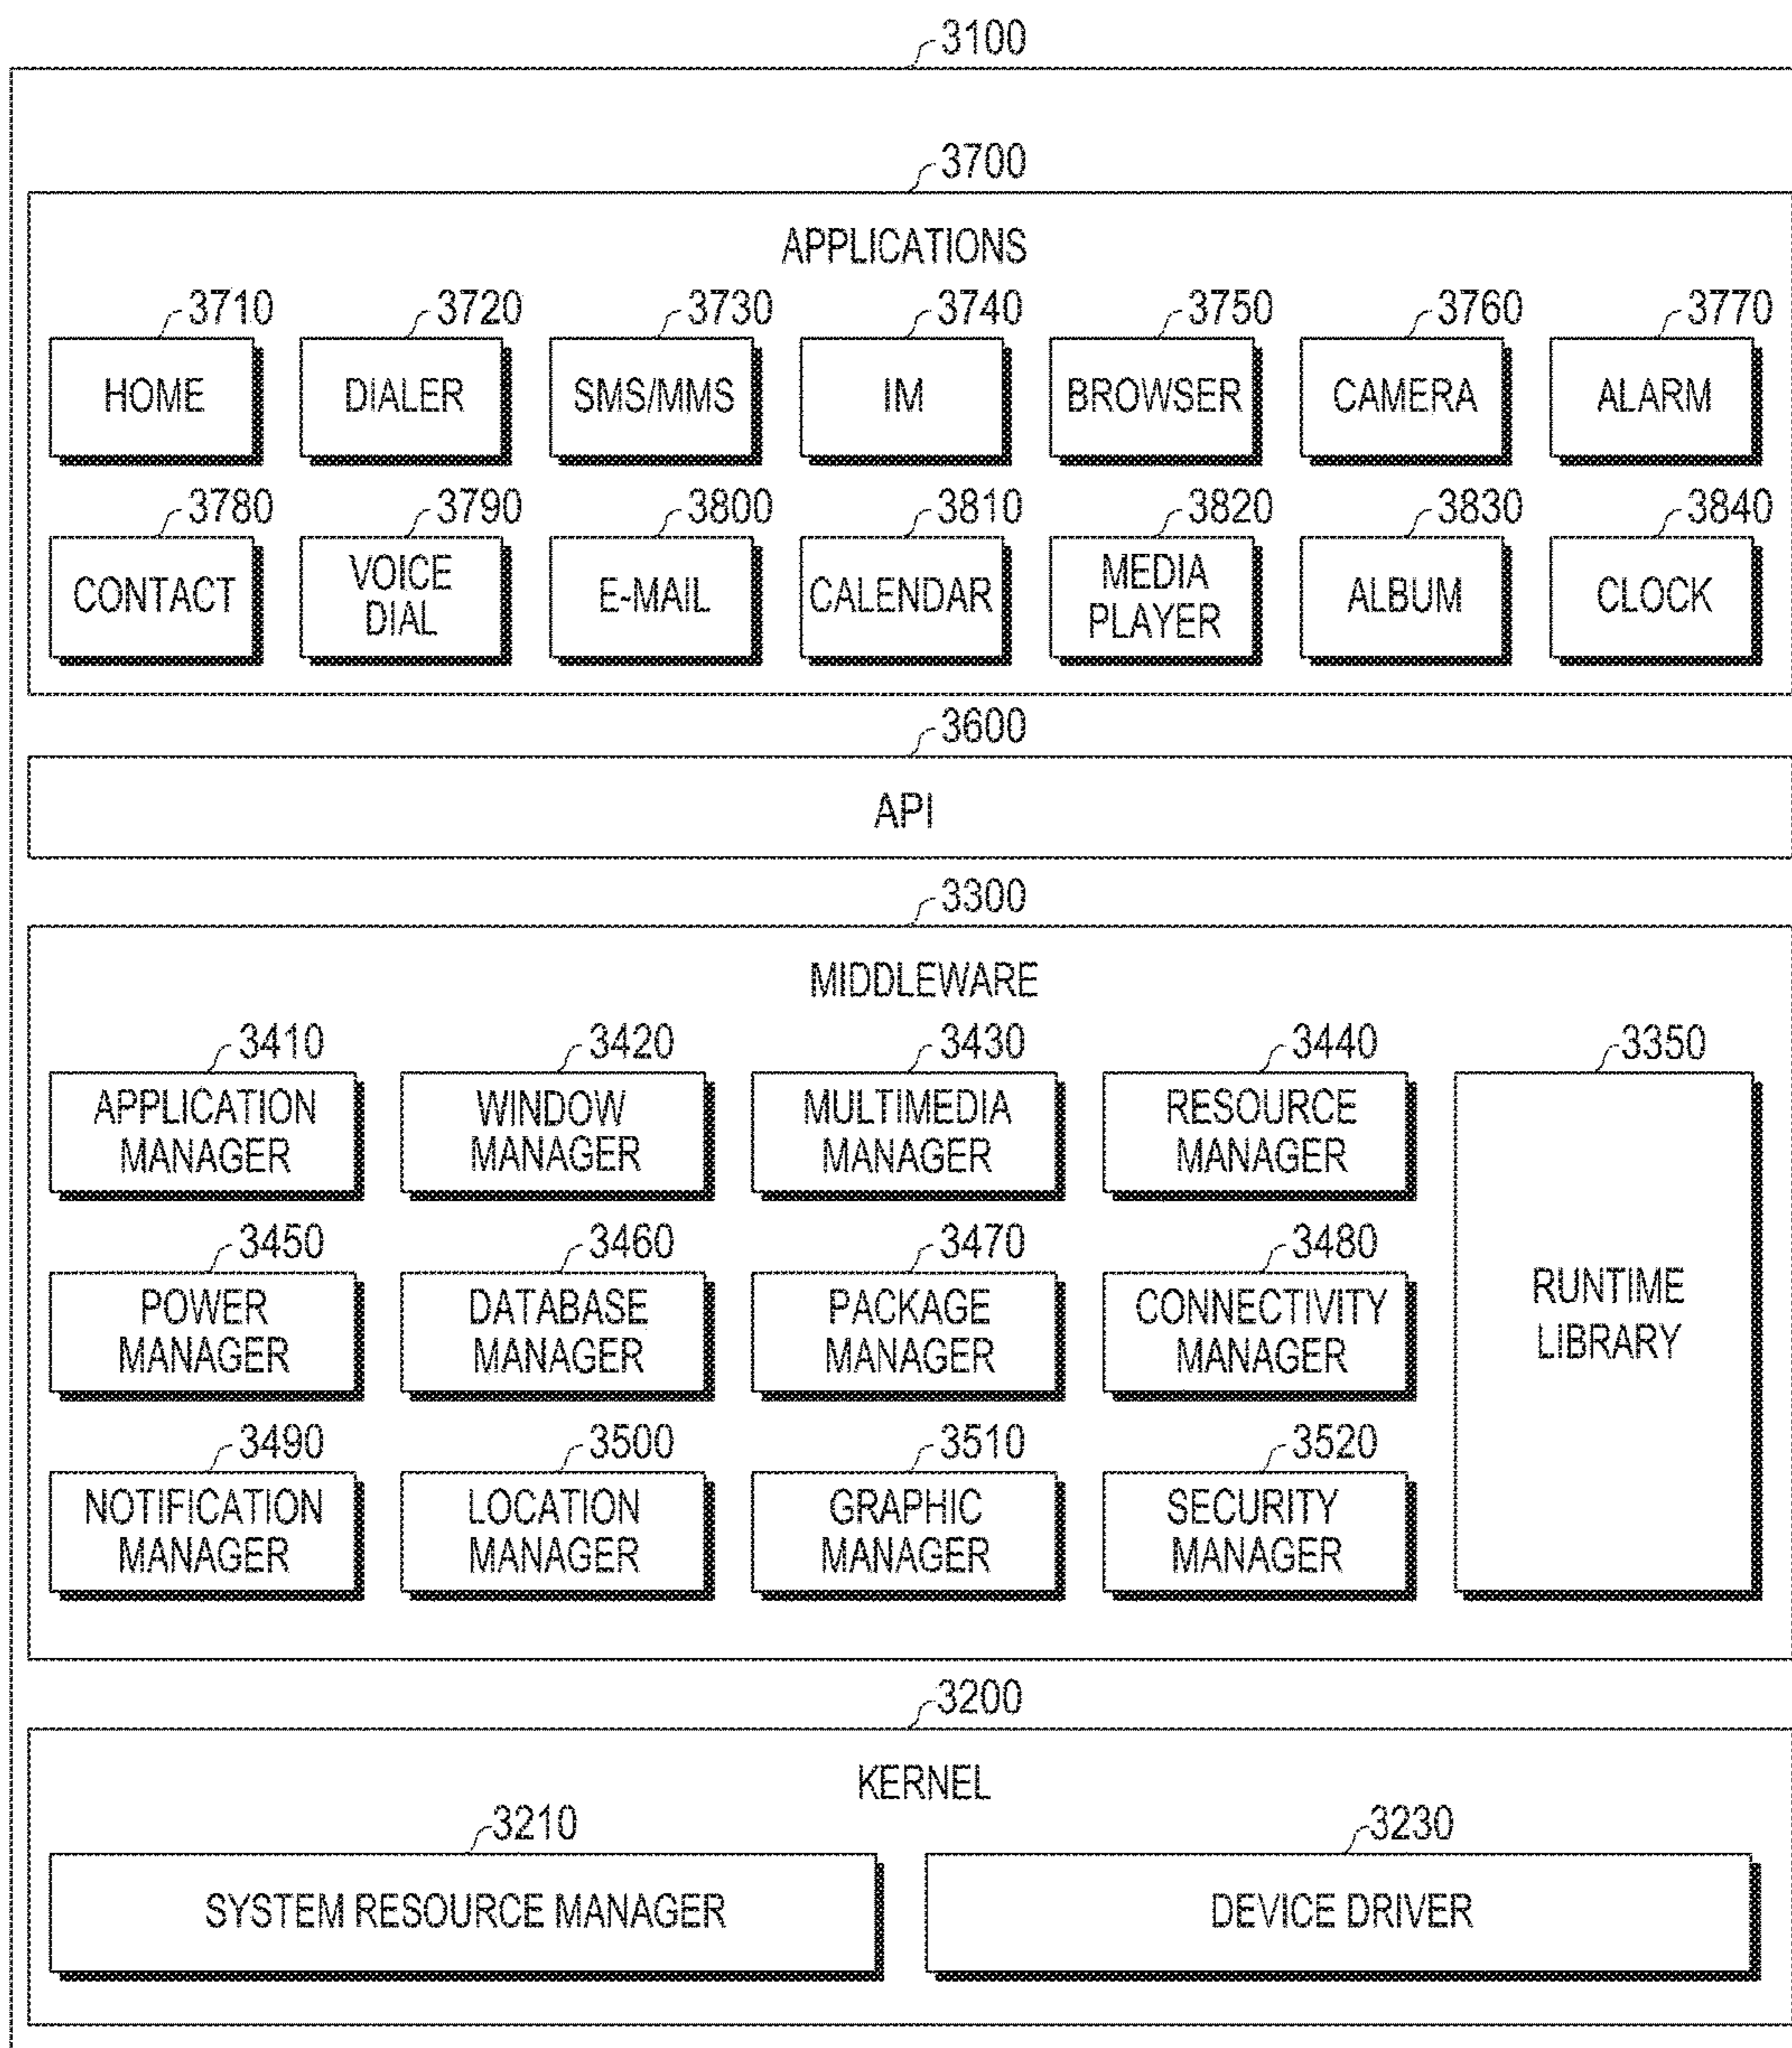 3100
3700
APPLICATIONS
3710 3720 3730 3740 3750 3760 3770
HOME DIALER SMS/MMS IM BROWSER CAMERA ALARM
3780 3790 3800 3810 3820 3830 3840
CONTACT VOICE DIAL E-MAIL CALENDAR MEDIA PLAYER ALBUM CLOCK
3600
API
3300
MIDDLEWARE
3410 3420 3430 3440 3350
APPLICATION MANAGER WINDOW MANAGER MULTIMEDIA MANAGER RESOURCE MANAGER
3450 3460 3470 3480
POWER MANAGER DATABASE MANAGER PACKAGE MANAGER CONNECTIVITY MANAGER RUNTIME LIBRARY
3490 3500 3510 3520
NOTIFICATION MANAGER LOCATION MANAGER GRAPHIC MANAGER SECURITY MANAGER
3200
KERNEL
3210 3230
SYSTEM RESOURCE MANAGER DEVICE DRIVER